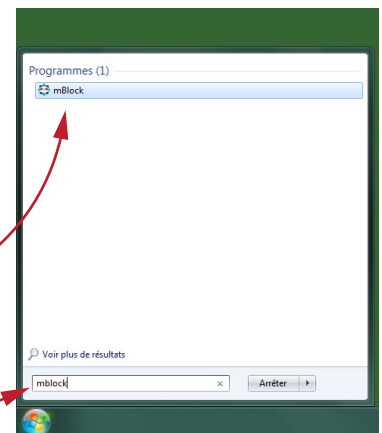 Programmes (1)
mBlock
Voir plus de résultats
mblock
Arrêter